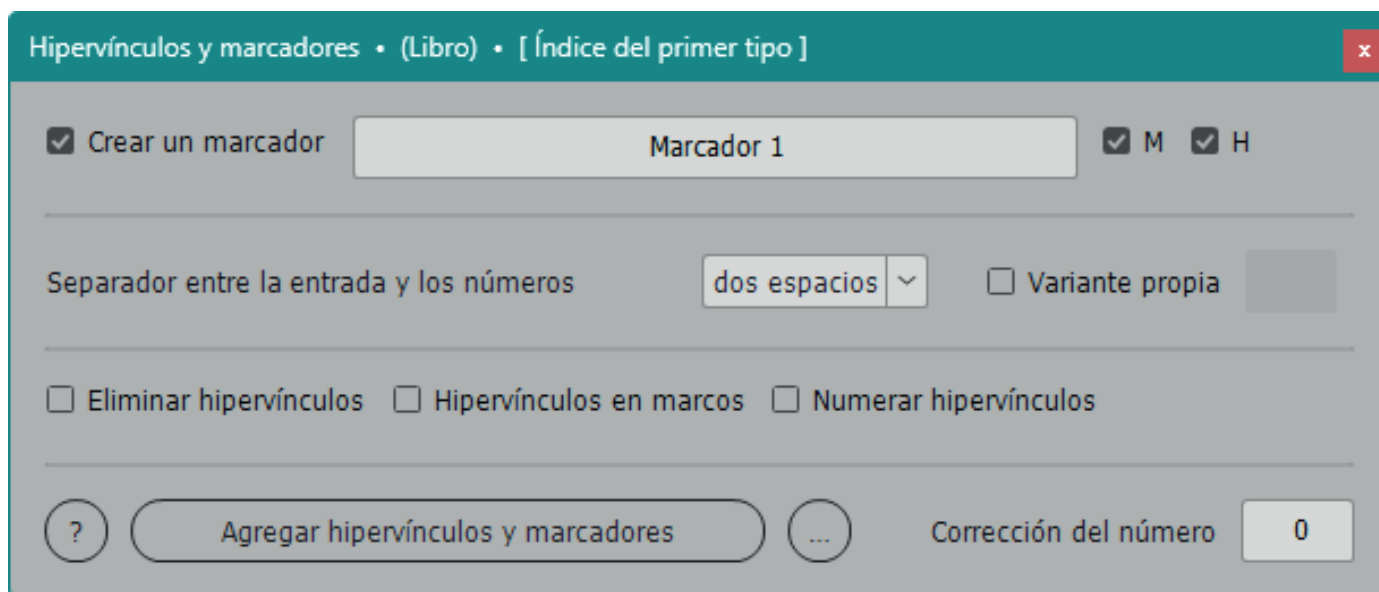 Hipervínculos y marcadores • (Libro) • [ Índice del primer tipo ] x
Crear un marcador Marcador 1 M H
Separador entre la entrada y los números dos espacios Variante propia
Eliminar hipervínculos Hipervínculos en marcos Numerar hipervínculos
? Agregar hipervínculos y marcadores ... Corrección del número 0